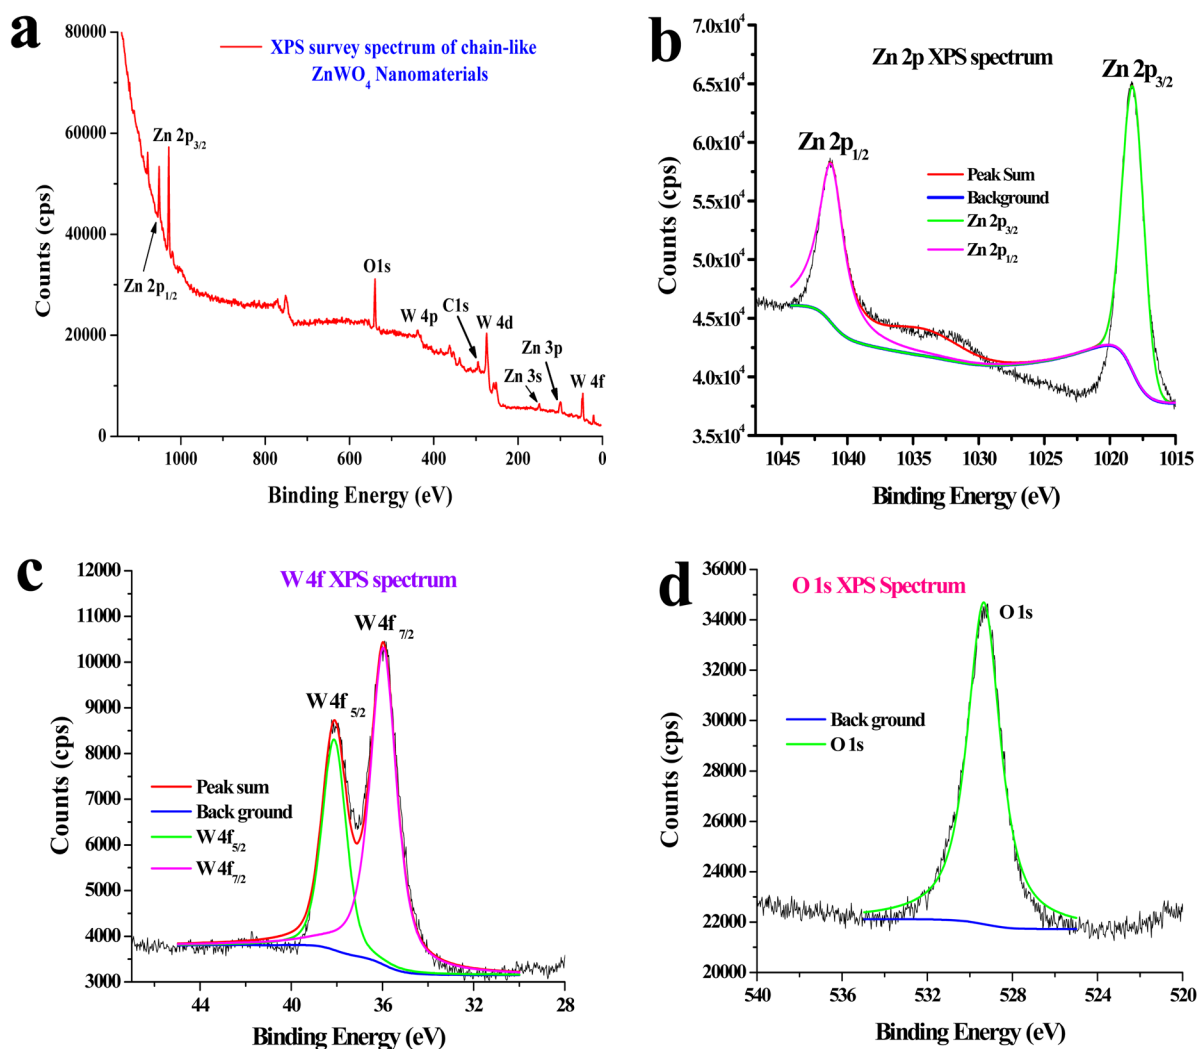 a
XPS survey spectrum of chain-like
ZnWO4 Nanomaterials
Zn 2p3/2
Zn 2p1/2
O1s
W 4p
C1s
W 4d
Zn 3s
Zn 3p
W 4f
80000
60000
40000
20000
0
1000 800 600 400 200 0
Counts (cps)
Binding Energy (eV)
b
Zn 2p XPS spectrum
Zn 2p3/2
Zn 2p1/2
Peak Sum
Background
Zn 2p3/2
Zn 2p1/2
7.0x10^4
6.5x10^4
6.0x10^4
5.5x10^4
5.0x10^4
4.5x10^4
4.0x10^4
3.5x10^4
1045 1040 1035 1030 1025 1020 1015
Counts (cps)
Binding Energy (eV)
c
W 4f XPS spectrum
W 4f 7/2
W 4f 5/2
Peak sum
Back ground
W 4f5/2
W 4f7/2
12000
11000
10000
9000
8000
7000
6000
5000
4000
3000
44 40 36 32 28
Counts (cps)
Binding Energy (eV)
d
O 1s XPS Spectrum
O 1s
Back ground
O 1s
36000
34000
32000
30000
28000
26000
24000
22000
20000
540 536 532 528 524 520
Counts (cps)
Binding Energy (eV)